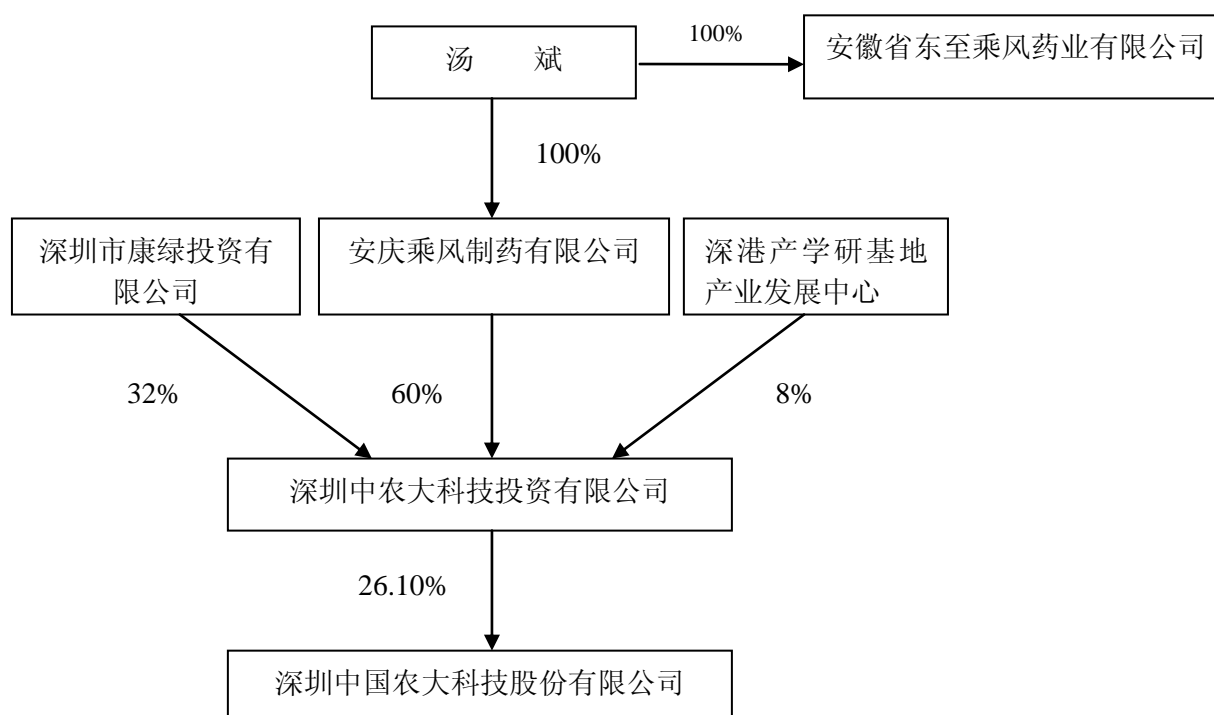 汤 斌
100%
安徽省东至乘风药业有限公司
100%
深圳市康绿投资有
限公司
安庆乘风制药有限公司
深港产学研基地
产业发展中心
32%
60%
8%
深圳中农大科技投资有限公司
26.10%
深圳中国农大科技股份有限公司